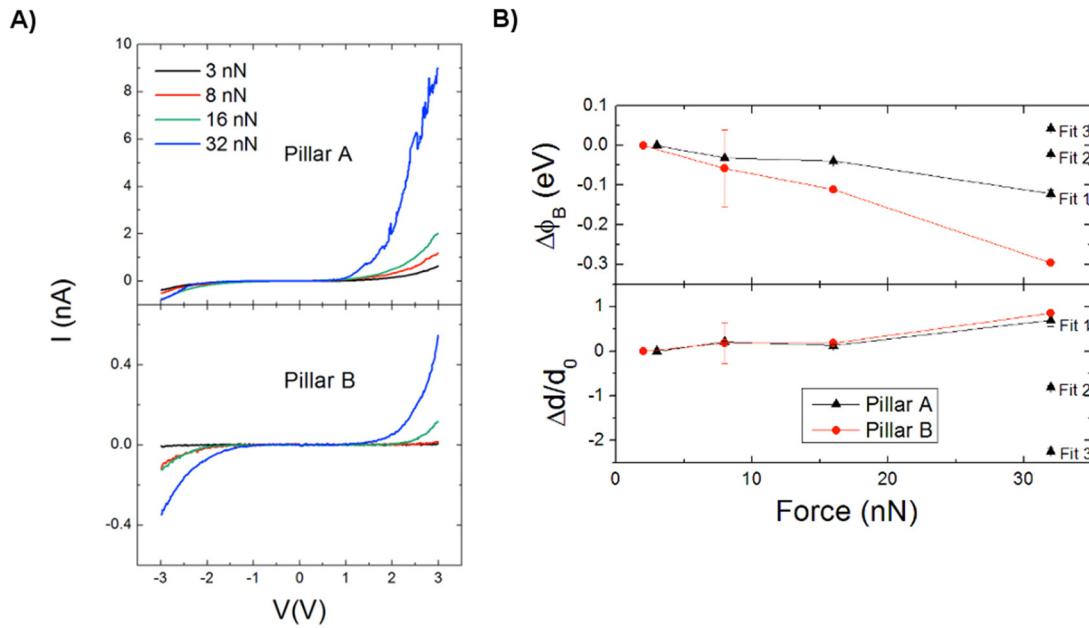 A)
10
8
6
4
2
0
3 nN
8 nN
16 nN
32 nN
Pillar A
I (nA)
0.4
0.0
-0.4
Pillar B
-3
-2
-1
0
1
2
3
V(V)
B)
0.1
0.0
-0.1
-0.3
ΔϕB (eV)
Fit 3
Fit 2
Fit 1
1
0
1
-2
Δd/d0
Fit 1
Fit 2
Fit 3
Pillar A
Pillar B
0
10
20
30
Force (nN)